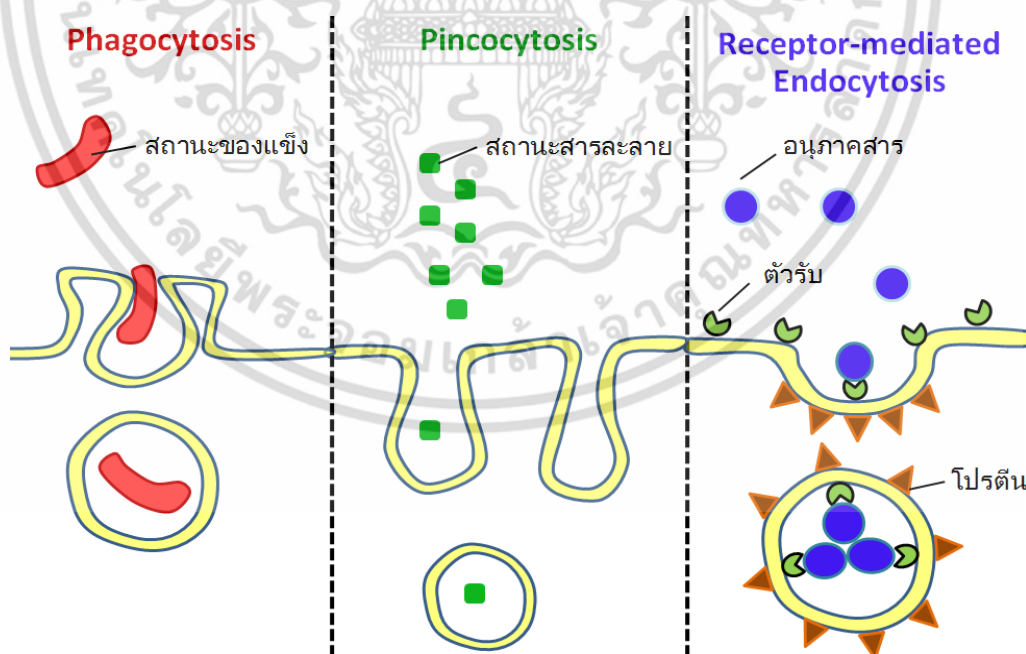 Phagocytosis
Pincocytosis
Receptor-mediated
Endocytosis
สถานะของแข็ง
สถานะสารละลาย
อนุภาคสาร
ตัวรับ
โปรตีน